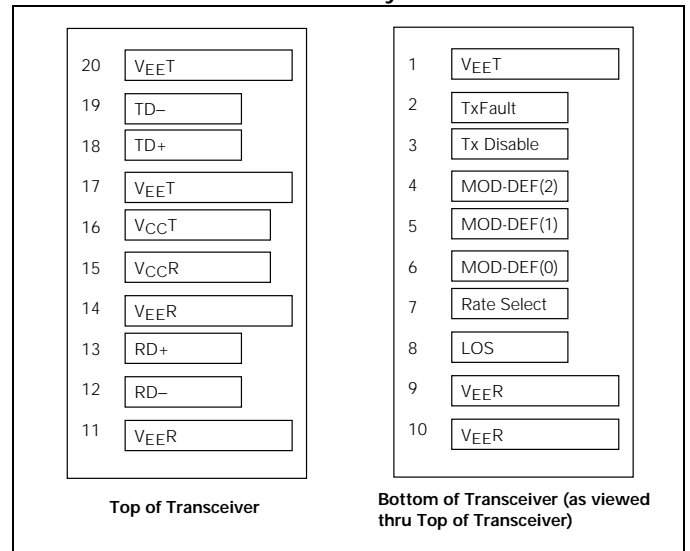 20 VEET
19 TD–
18 TD+
17 VEET
16 VCCT
15 VCCR
14 VEER
13 RD+
12 RD–
11 VEER
Top of Transceiver
1 VEET
2 TxFault
3 Tx Disable
4 MOD-DEF(2)
5 MOD-DEF(1)
6 MOD-DEF(0)
7 Rate Select
8 LOS
9 VEER
10 VEER
Bottom of Transceiver (as viewed
thru Top of Transceiver)